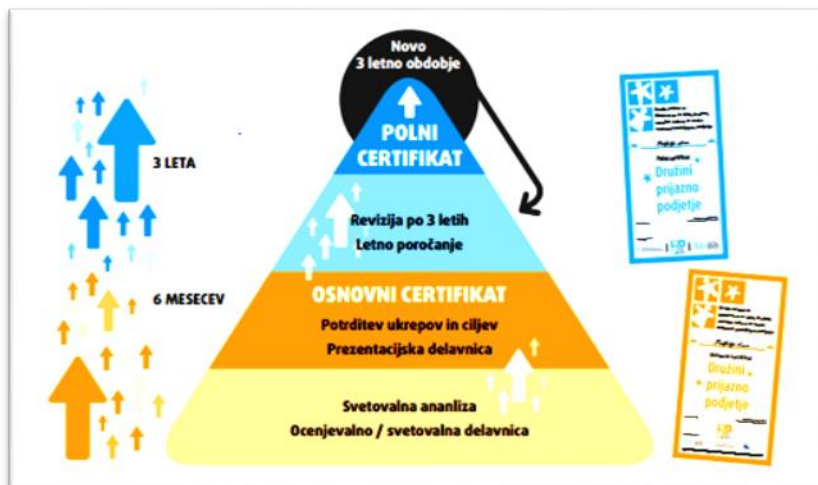 Novo
3 letno obdobje
POLNI
CERTIFIKAT
3 LETA
Revizija po 3 letih
Letno poročanje
6 MESECEV
OSNOVNI CERTIFIKAT
Potrditev ukrepov in ciljev
Prezentacijska delavnica
Svetovalna ananliza
Ocenjevalno / svetovalna delavnica
Družini
prijazno
podjetje
Družini
prijazno
podjetje